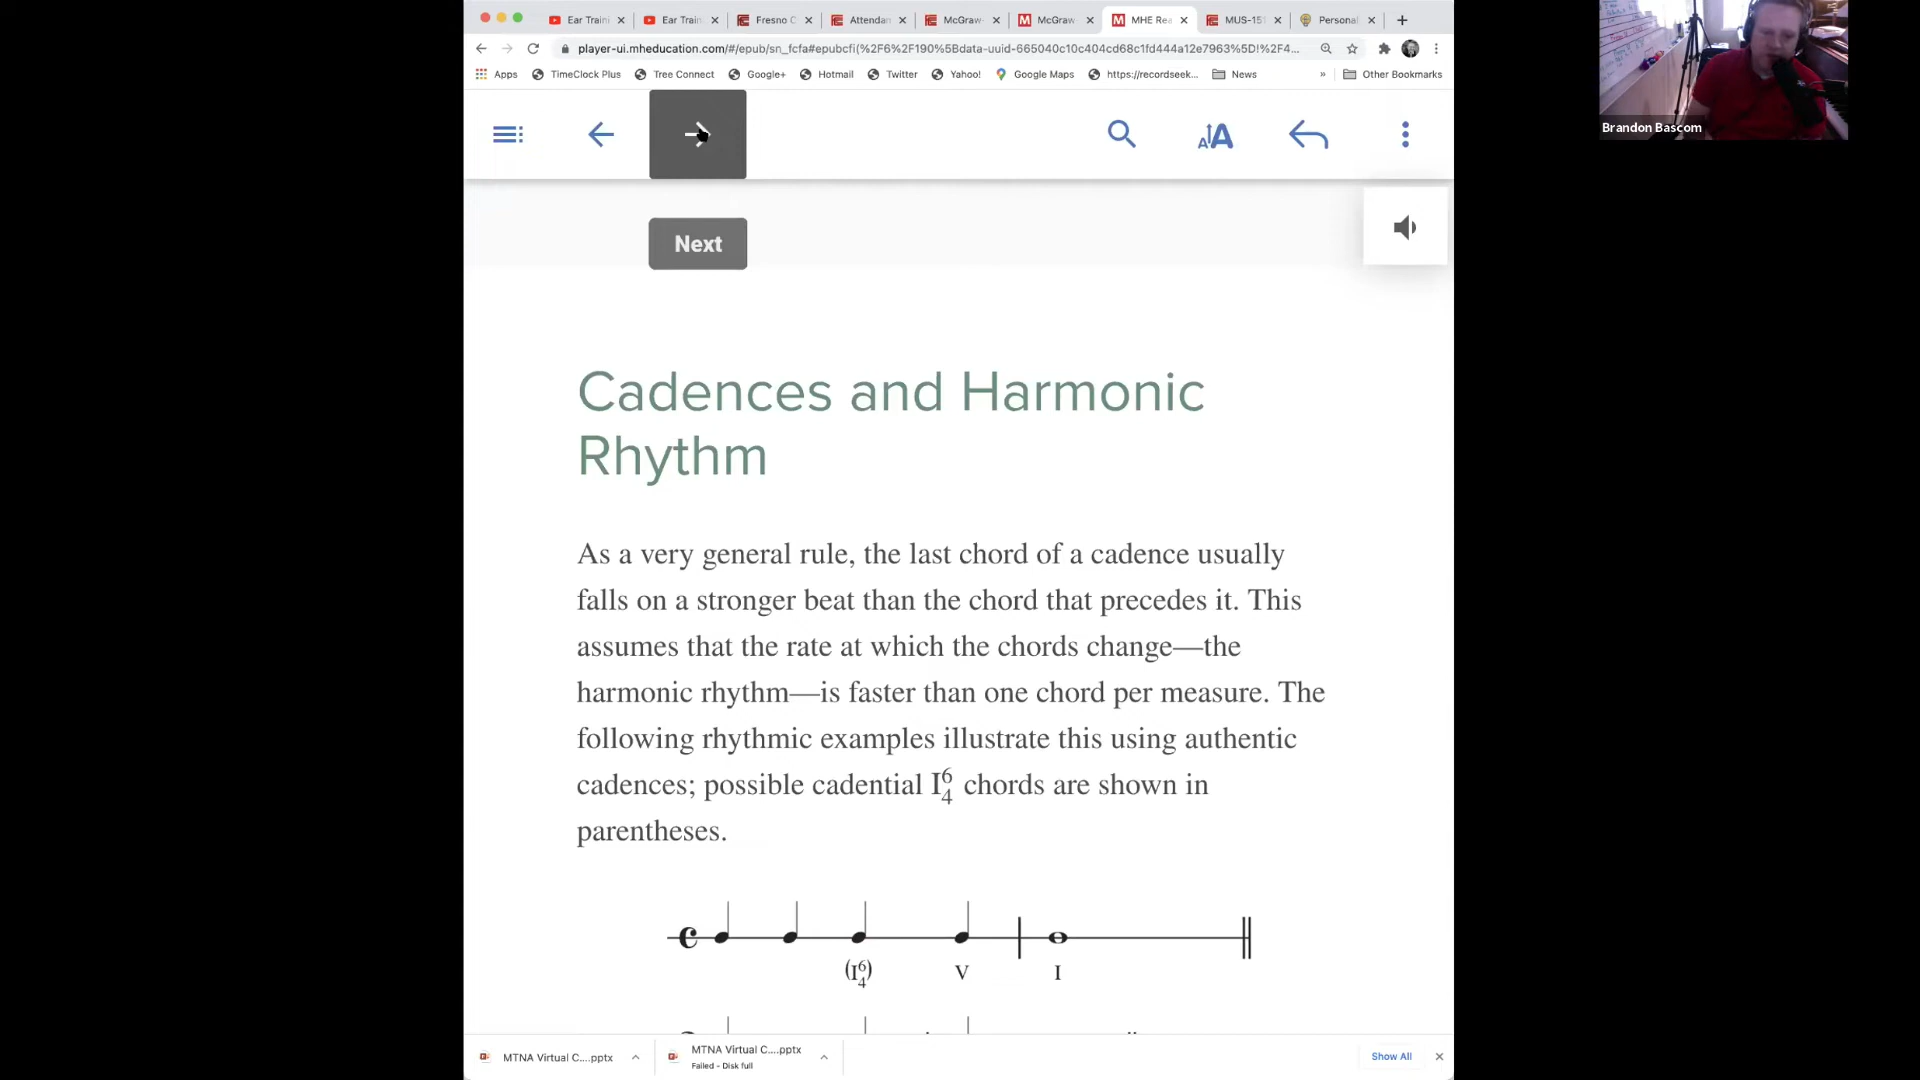 Ear Traini
Ear Train
Fresno C
Attendan
McGraw-
McGraw
MHE Rea
MUS-151
Personal
player-ui.mheducation.com/#/epub/sn_fcfa#epubcfi(%2F6%2F190%5Bdata-uuid-665040c10c404cd68c1fd444a12e7963%5D!%2F4...
Apps
TimeClock Plus
Tree Connect
Google+
Hotmail
Twitter
Yahoo!
Google Maps
https://recordseek...
News
»
Other Bookmarks
Brandon Bascom
AA
Next
Cadences and Harmonic
Rhythm
As a very general rule, the last chord of a cadence usually
falls on a stronger beat than the chord that precedes it. This
assumes that the rate at which the chords change—the
harmonic rhythm—is faster than one chord per measure. The
following rhythmic examples illustrate this using authentic
cadences; possible cadential I⁶₄ chords are shown in
parentheses.
(I⁶₄) V I
MTNA Virtual C....pptx
MTNA Virtual C....pptx
Failed - Disk full
Show All